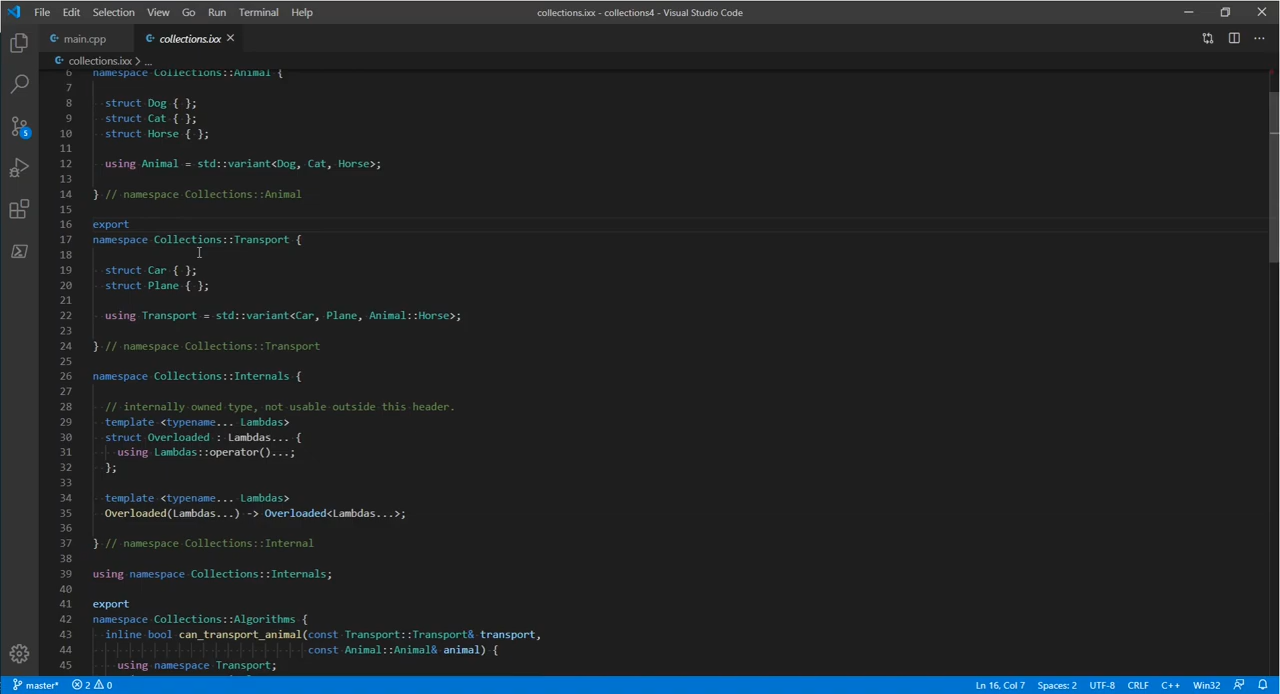 File Edit Selection View Go Run Terminal Help collections.ixx - collections4 - Visual Studio Code
main.cpp collections.ixx
collections.ixx > ...
5
6 namespace Collections::Animal {
7
8 struct Dog { };
9 struct Cat { };
10 struct Horse { };
11
12 using Animal = std::variant<Dog, Cat, Horse>;
13
14 } // namespace Collections::Animal
15
16 export
17 namespace Collections::Transport {
18
19 struct Car { };
20 struct Plane { };
21
22 using Transport = std::variant<Car, Plane, Animal::Horse>;
23
24 } // namespace Collections::Transport
25
26 namespace Collections::Internals {
27
28 // internally owned type, not usable outside this header.
29 template <typename... Lambdas>
30 struct Overloaded : Lambdas... {
31 using Lambdas::operator()...;
32 };
33
34 template <typename... Lambdas>
35 Overloaded(Lambdas...) -> Overloaded<Lambdas...>;
36
37 } // namespace Collections::Internal
38
39 using namespace Collections::Internals;
40
41 export
42 namespace Collections::Algorithms {
43 inline bool can_transport_animal(const Transport::Transport& transport,
44 const Animal::Animal& animal) {
45 using namespace Transport;
master* 2 0 Ln 16, Col 7 Spaces: 2 UTF-8 CRLF C++ Win32